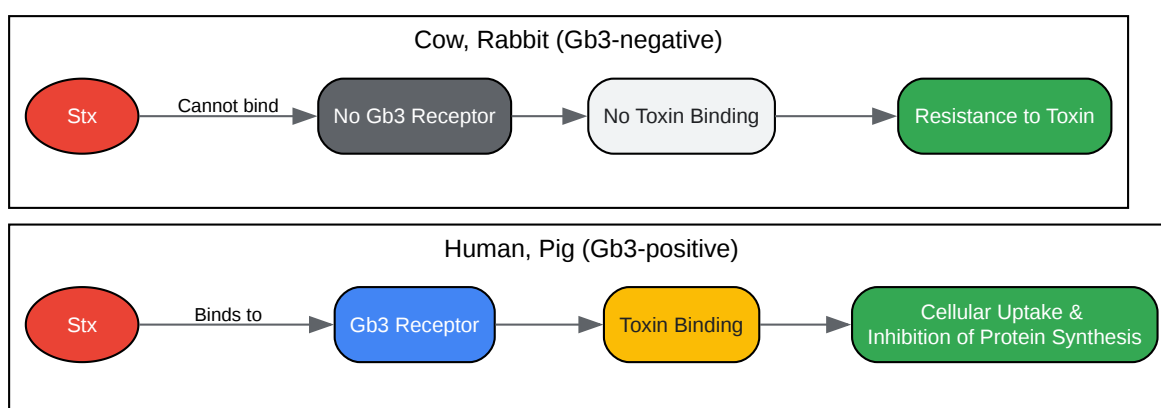 Cow, Rabbit (Gb3-negative)
Stx
Cannot bind
No Gb3 Receptor
No Toxin Binding
Resistance to Toxin
Human, Pig (Gb3-positive)
Stx
Binds to
Gb3 Receptor
Toxin Binding
Cellular Uptake &
Inhibition of Protein Synthesis